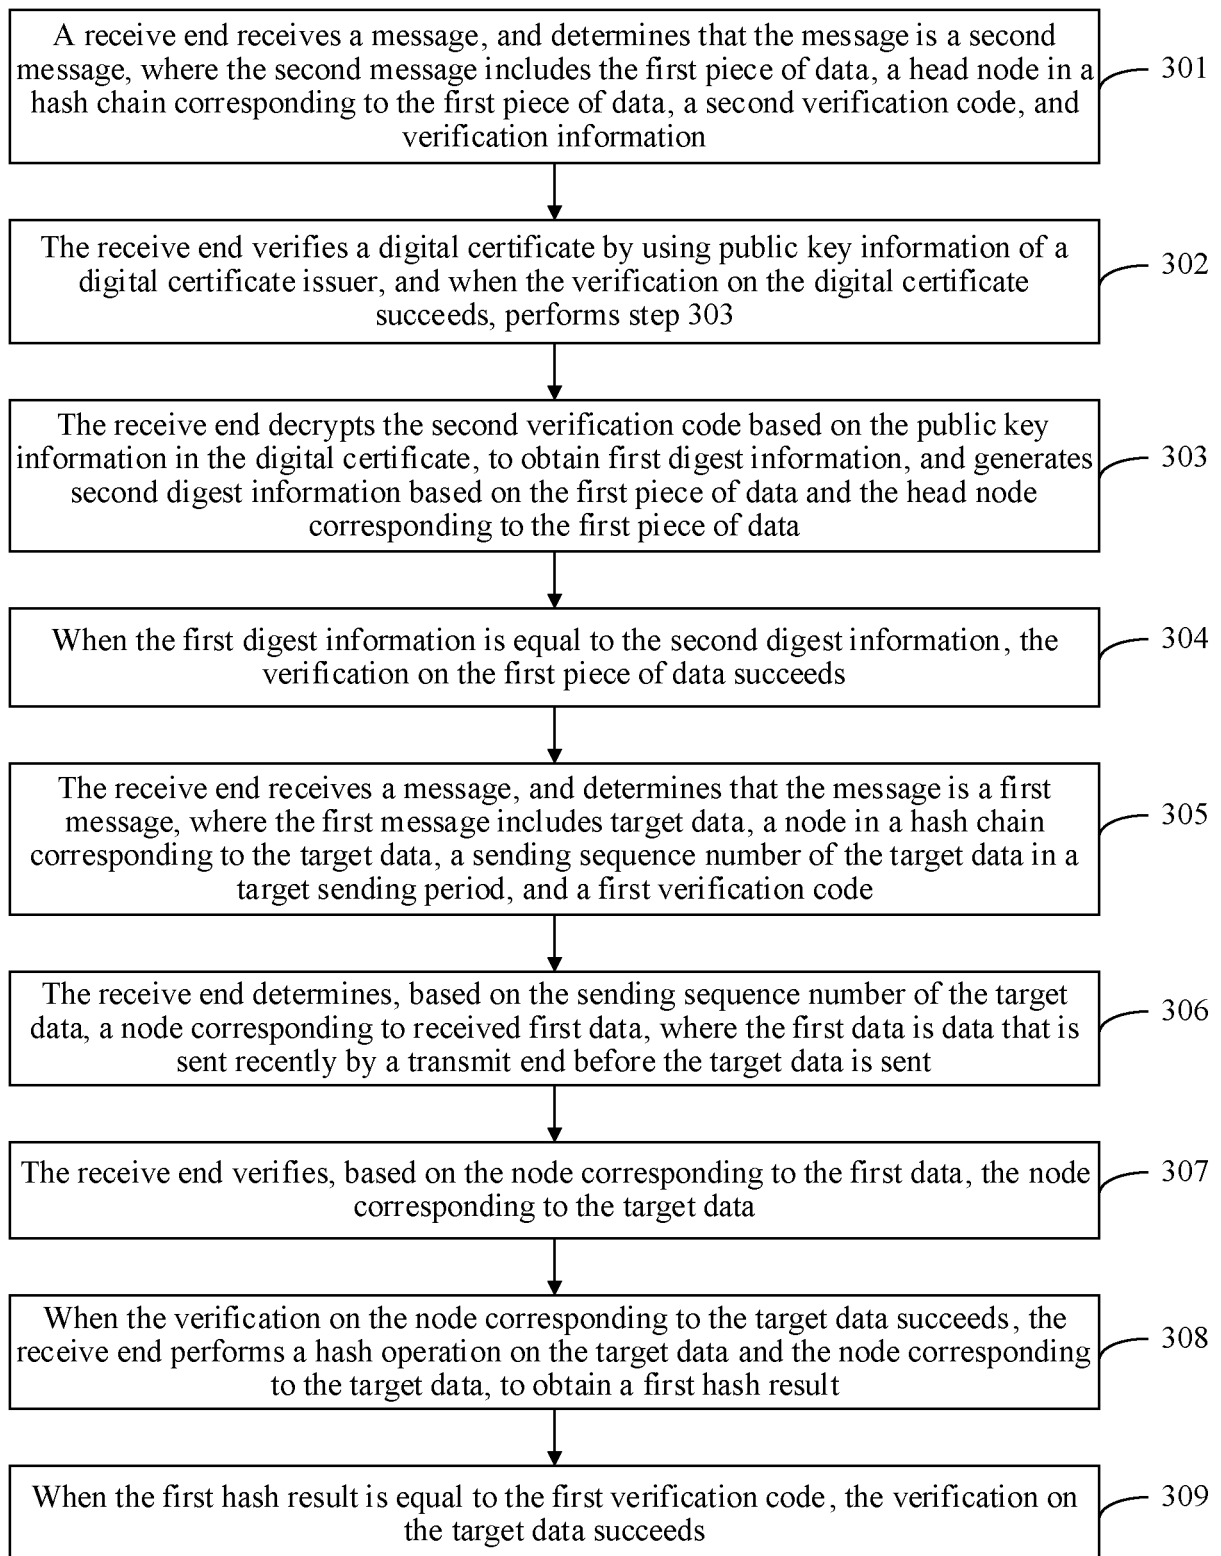 A receive end receives a message, and determines that the message is a second
message, where the second message includes the first piece of data, a head node in a
hash chain corresponding to the first piece of data, a second verification code, and
verification information
301
The receive end verifies a digital certificate by using public key information of a
digital certificate issuer, and when the verification on the digital certificate
succeeds, performs step 303
302
The receive end decrypts the second verification code based on the public key
information in the digital certificate, to obtain first digest information, and generates
second digest information based on the first piece of data and the head node
corresponding to the first piece of data
303
When the first digest information is equal to the second digest information, the
verification on the first piece of data succeeds
304
The receive end receives a message, and determines that the message is a first
message, where the first message includes target data, a node in a hash chain
corresponding to the target data, a sending sequence number of the target data in a
target sending period, and a first verification code
305
The receive end determines, based on the sending sequence number of the target
data, a node corresponding to received first data, where the first data is data that is
sent recently by a transmit end before the target data is sent
306
The receive end verifies, based on the node corresponding to the first data, the node
corresponding to the target data
307
When the verification on the node corresponding to the target data succeeds, the
receive end performs a hash operation on the target data and the node corresponding
to the target data, to obtain a first hash result
308
When the first hash result is equal to the first verification code, the verification on
the target data succeeds
309